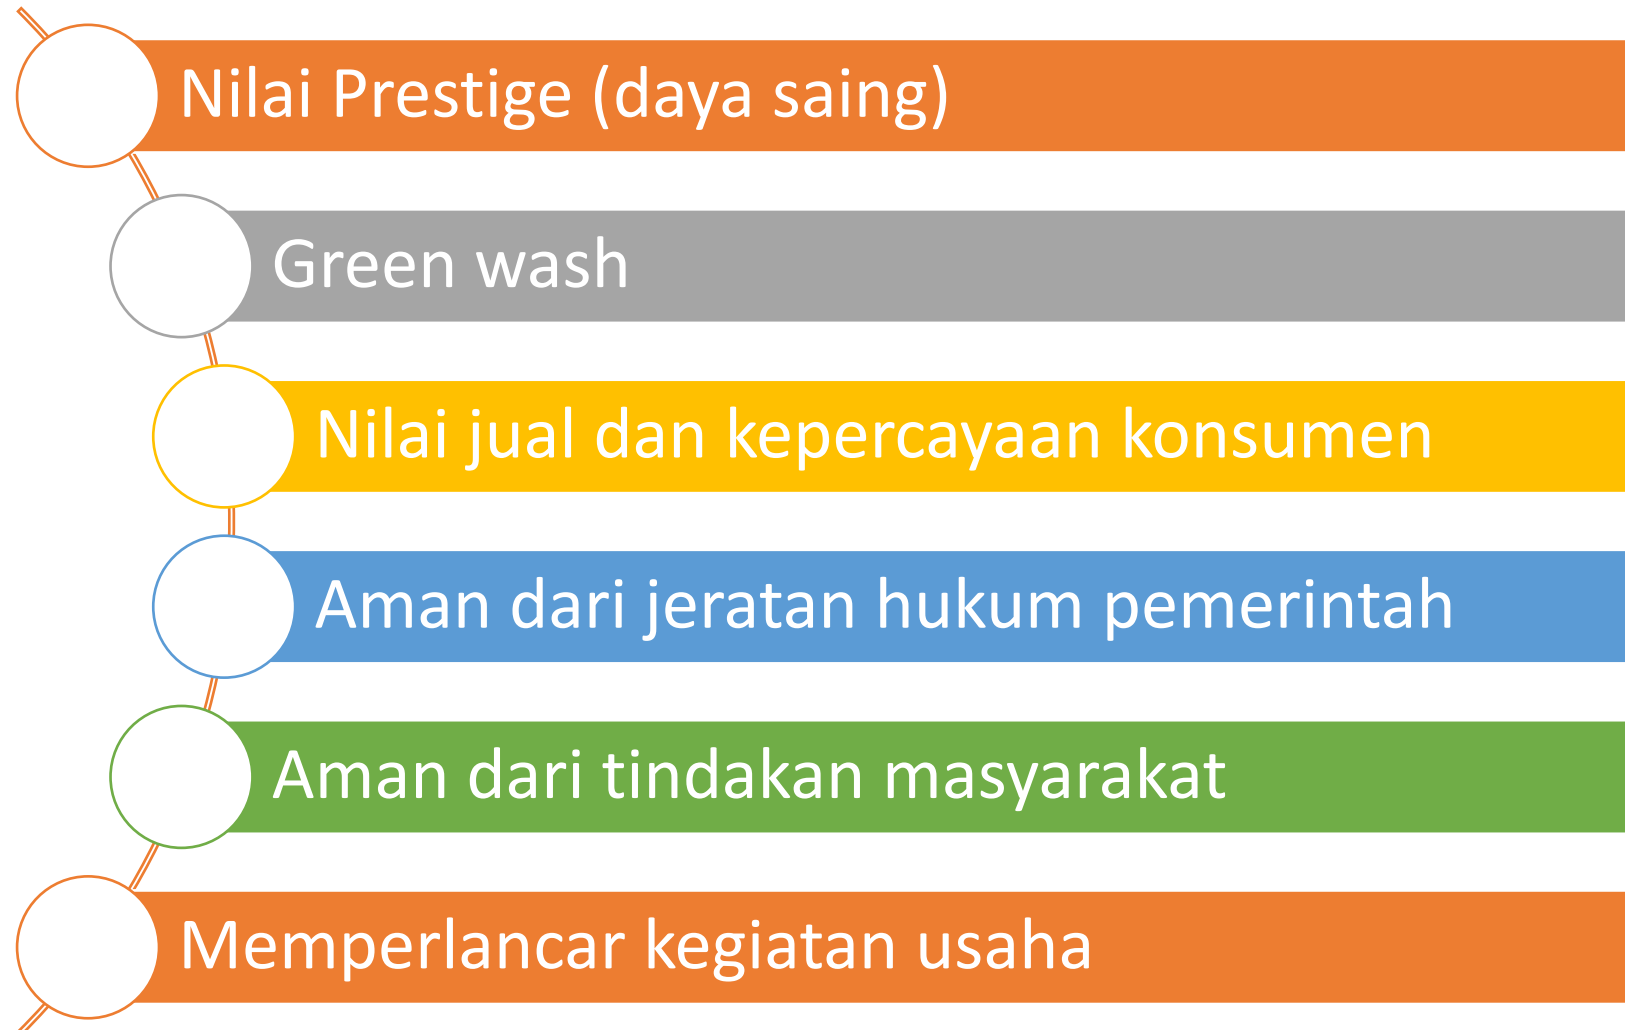 Nilai Prestige (daya saing)
Green wash
Nilai jual dan kepercayaan konsumen
Aman dari jeratan hukum pemerintah
Aman dari tindakan masyarakat
Memperlancar kegiatan usaha